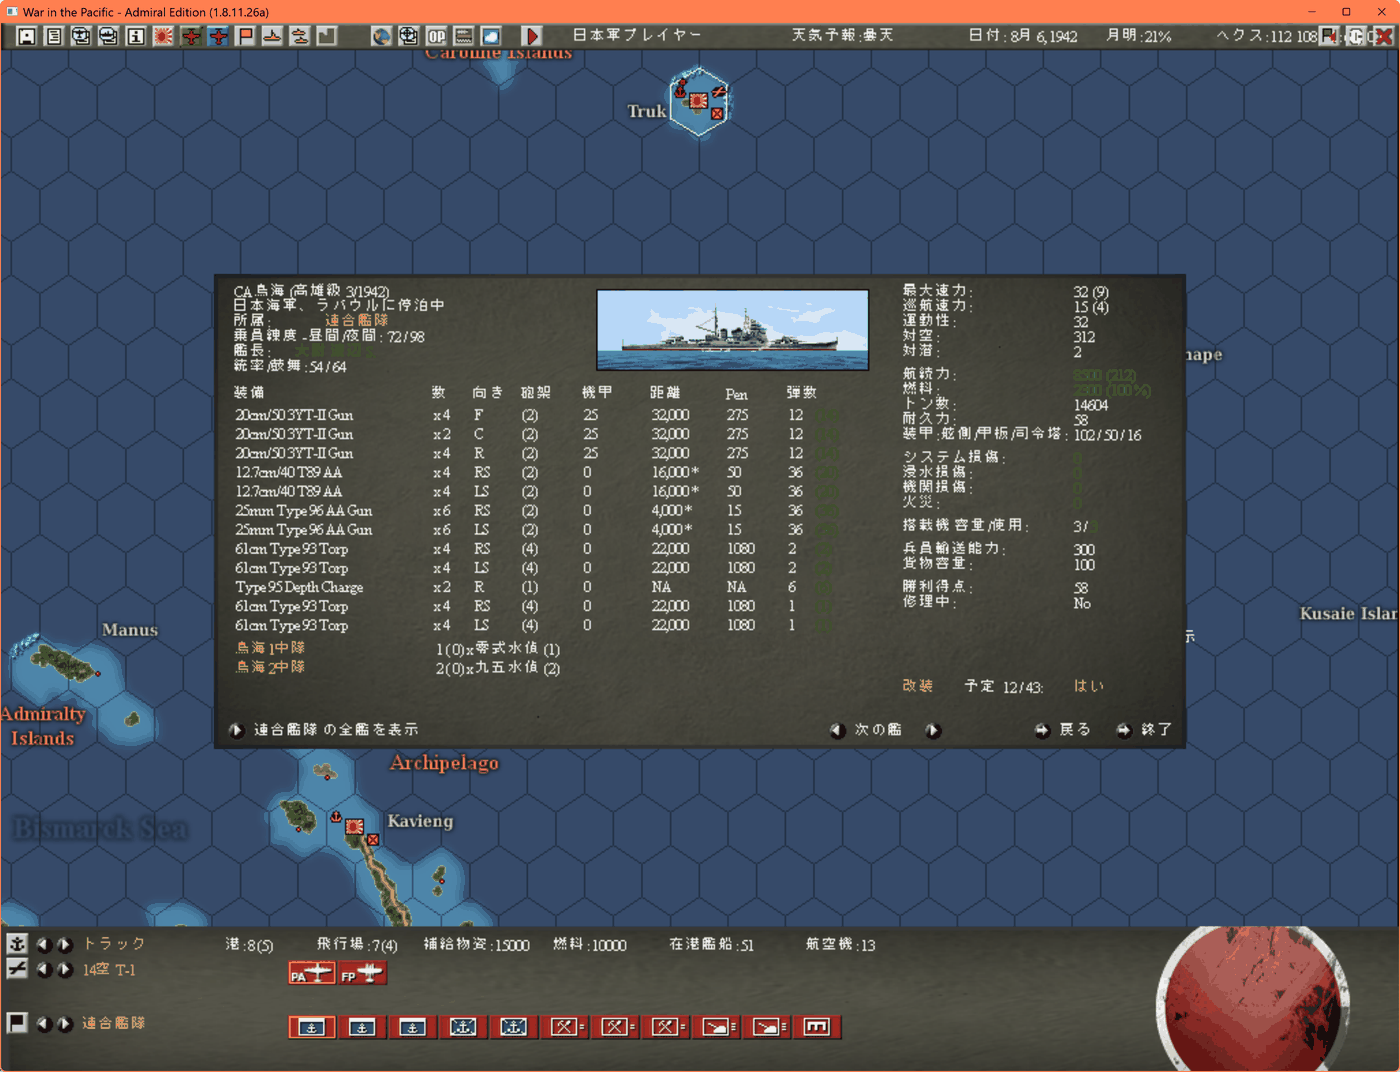 War in the Pacific - Admiral Edition (1.8.11.26a)
OP
日本軍プレイヤー
天気予報:曇天
日付:8月 6,1942
月明:21%
ヘクス:112 108
Caroline Islands
Truk
CA 鳥海 (高雄級 3/1942)
日本海軍、ラバウルに停泊中
所属: 連合艦隊
乗員練度 -昼間/夜間: 72/98
艦長:
統率/鼓舞: 54/64
装備 数 向き 砲架 機甲 距離 Pen 弾数
20cm/50 3YT-II Gun x4 F (2) 25 32,000 275 12
20cm/50 3YT-II Gun x2 C (2) 25 32,000 275 12
20cm/50 3YT-II Gun x4 R (2) 25 32,000 275 12
12.7cm/40 T89 AA x4 RS (2) 0 16,000* 50 36
12.7cm/40 T89 AA x4 LS (2) 0 16,000* 50 36
25mm Type 96 AA Gun x6 RS (2) 0 4,000* 15 36
25mm Type 96 AA Gun x6 LS (2) 0 4,000* 15 36
61cm Type 93 Torp x4 RS (4) 0 22,000 1080 2
61cm Type 93 Torp x4 LS (4) 0 22,000 1080 2
Type 95 Depth Charge x2 R (1) 0 NA NA 6
61cm Type 93 Torp x4 RS (4) 0 22,000 1080 1
61cm Type 93 Torp x4 LS (4) 0 22,000 1080 1
鳥海 1中隊 1(0)x零式水偵 (1)
鳥海 2中隊 2(0)x九五水偵 (2)
最大速力: 32 (9)
巡航速力: 15 (4)
運動性: 32
対空: 312
対潜: 2
航続力: 8500 (212)
燃料: 2300 (100%)
トン数: 14604
耐久力: 58
装甲:舷側/甲板/司令塔: 102/50/16
システム損傷:
浸水損傷:
機関損傷:
火災:
搭載機容量/使用: 3/
兵員輸送能力: 300
貨物容量: 100
勝利得点: 58
修理中: No
改装 予定 12/43: はい
連合艦隊 の全艦を表示
次の艦
戻る
終了
nape
Kusaie Islan
示
Manus
Admiralty
Islands
Archipelago
Bismarck Sea
Kavieng
トラック 港:8(5) 飛行場:7(4) 補給物資:15000 燃料:10000 在港艦船:51 航空機:13
14空 T-1
PA
FP
連合艦隊